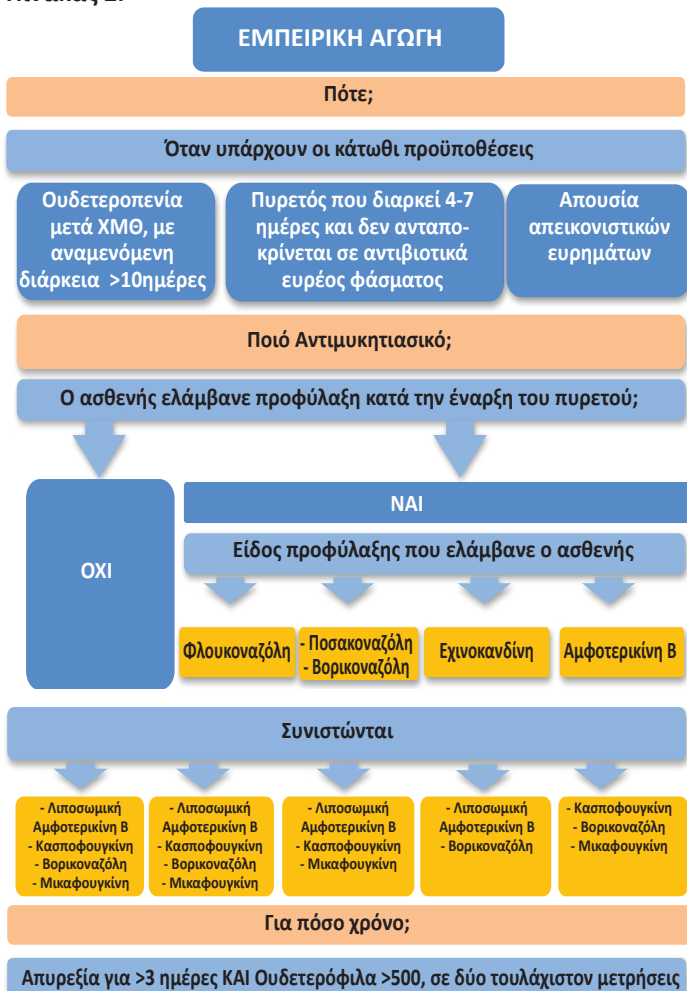 ΕΜΠΕΙΡΙΚΗ ΑΓΩΓΗ
Πότε;
Όταν υπάρχουν οι κάτωθι προϋποθέσεις
Ουδετεροπενία
μετά ΧΜΘ, με
αναμενόμενη
διάρκεια >10ημέρες
Πυρετός που διαρκεί 4-7
ημέρες και δεν ανταπο-
κρίνεται σε αντιβιοτικά
ευρέος φάσματος
Απουσία
απεικονιστικών
ευρημάτων
Ποιό Αντιμυκητιασικό;
Ο ασθενής ελάμβανε προφύλαξη κατά την έναρξη του πυρετού;
ΟΧΙ
ΝΑΙ
Είδος προφύλαξης που ελάμβανε ο ασθενής
Φλουκοναζόλη
- Ποσακοναζόλη
- Βορικοναζόλη
Εχινοκανδίνη
Αμφοτερικίνη Β
Συνιστώνται
- Λιποσωμική
Αμφοτερικίνη Β
- Κασποφουγκίνη
- Βορικοναζόλη
- Μικαφουγκίνη
- Λιποσωμική
Αμφοτερικίνη Β
- Κασποφουγκίνη
- Βορικοναζόλη
- Μικαφουγκίνη
- Λιποσωμική
Αμφοτερικίνη Β
- Κασποφουγκίνη
- Μικαφουγκίνη
- Λιποσωμική
Αμφοτερικίνη Β
- Βορικοναζόλη
- Κασποφουγκίνη
- Βορικοναζόλη
- Μικαφουγκίνη
Για πόσο χρόνο;
Απυρεξία για >3 ημέρες ΚΑΙ Ουδετερόφιλα >500, σε δύο τουλάχιστον μετρήσεις